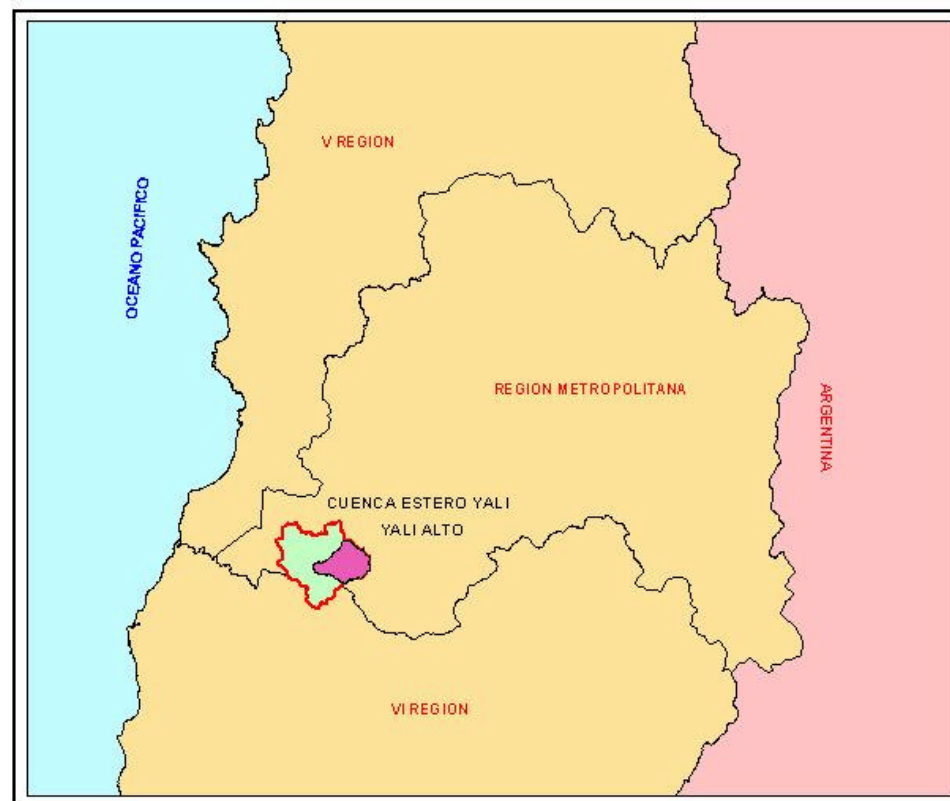 V REGION
OCEANO PACIFICO
REGION METROPOLITANA
ARGENTINA
CUENCA ESTERO YALI
YALI ALTO
VI REGION